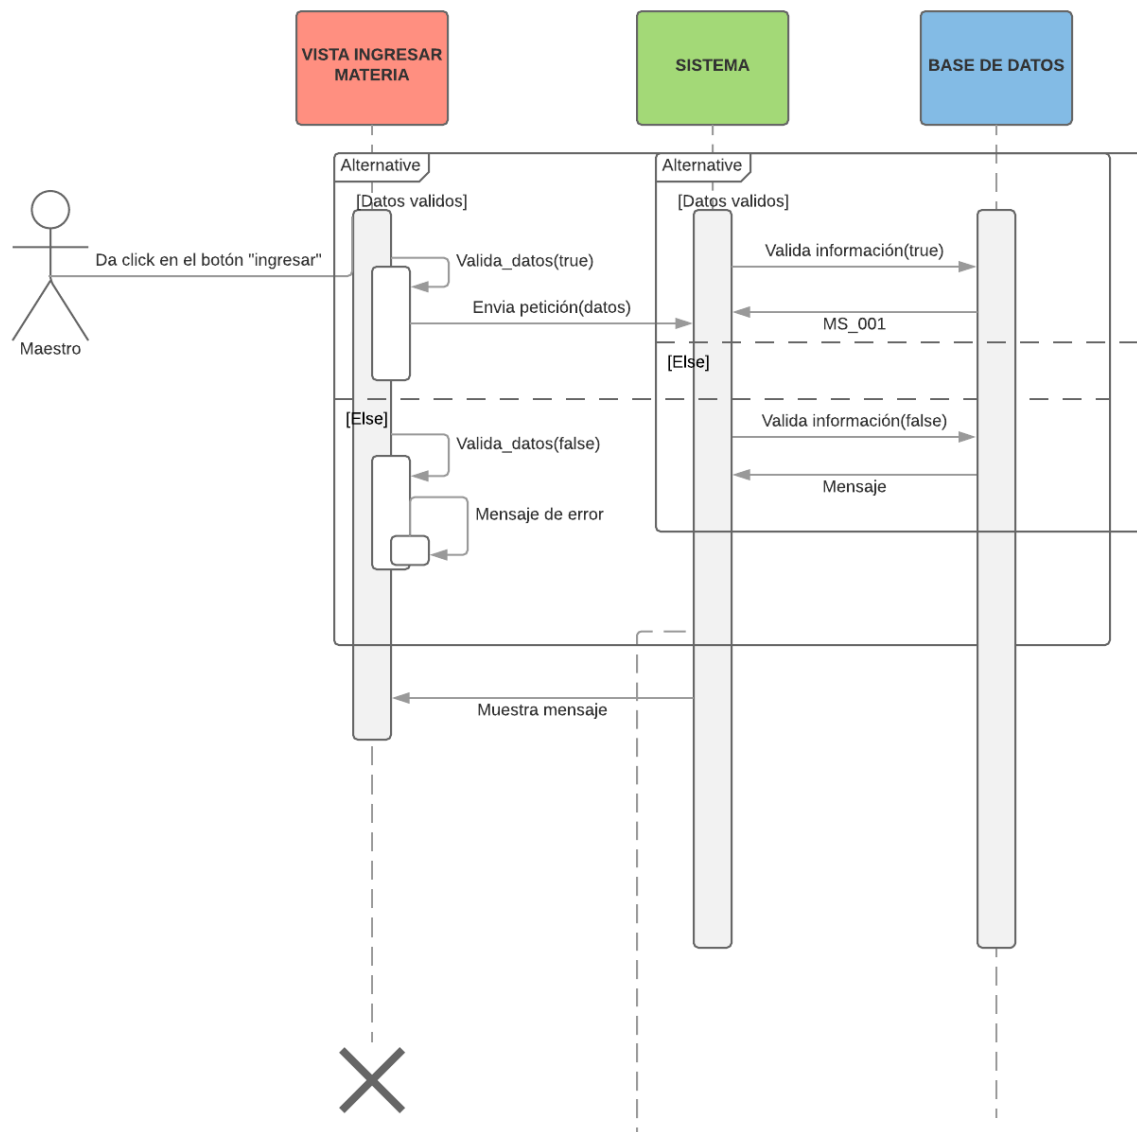 VISTA INGRESAR
MATERIA
SISTEMA
BASE DE DATOS
Alternative
Alternative
[Datos validos]
[Datos validos]
Da click en el botón "ingresar"
Valida_datos(true)
Valida información(true)
Envia petición(datos)
MS_001
Maestro
[Else]
[Else]
Valida información(false)
Valida_datos(false)
Mensaje
Mensaje de error
Muestra mensaje